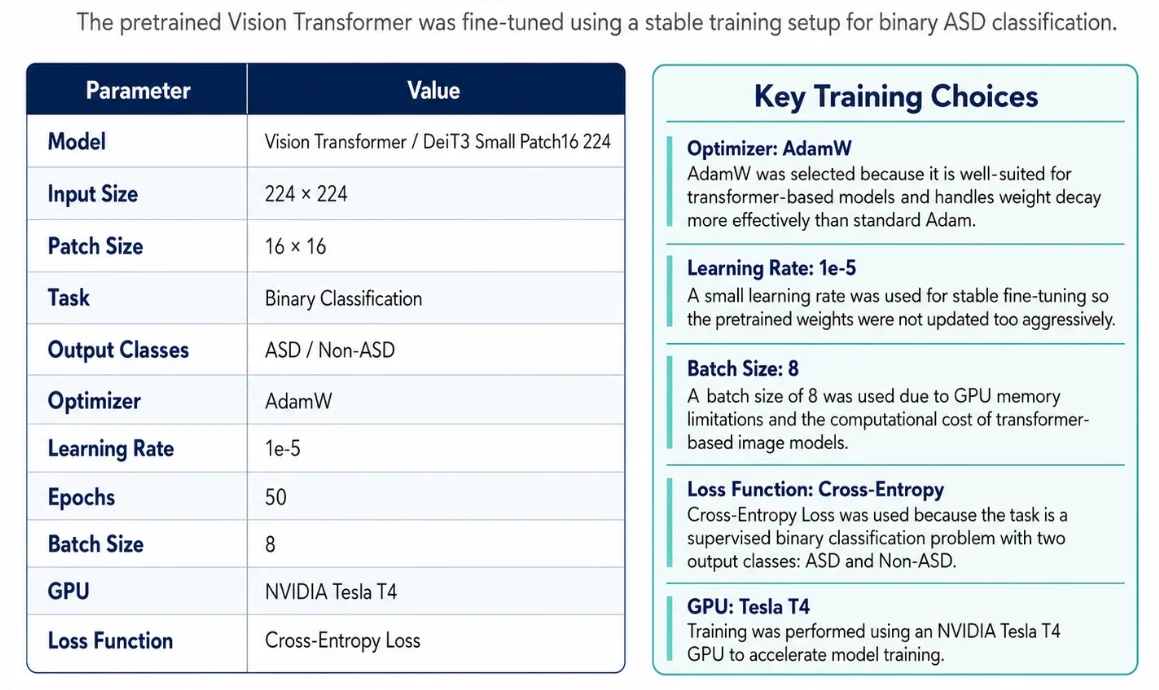 The pretrained Vision Transformer was fine-tuned using a stable training setup for binary ASD classification.
Parameter Value
Model Vision Transformer / DeiT3 Small Patch16 224
Input Size 224 × 224
Patch Size 16 × 16
Task Binary Classification
Output Classes ASD / Non-ASD
Optimizer AdamW
Learning Rate 1e-5
Epochs 50
Batch Size 8
GPU NVIDIA Tesla T4
Loss Function Cross-Entropy Loss
Key Training Choices
Optimizer: AdamW
AdamW was selected because it is well-suited for
transformer-based models and handles weight decay
more effectively than standard Adam.
Learning Rate: 1e-5
A small learning rate was used for stable fine-tuning so
the pretrained weights were not updated too aggressively.
Batch Size: 8
A batch size of 8 was used due to GPU memory
limitations and the computational cost of transformer-
based image models.
Loss Function: Cross-Entropy
Cross-Entropy Loss was used because the task is a
supervised binary classification problem with two
output classes: ASD and Non-ASD.
GPU: Tesla T4
Training was performed using an NVIDIA Tesla T4
GPU to accelerate model training.